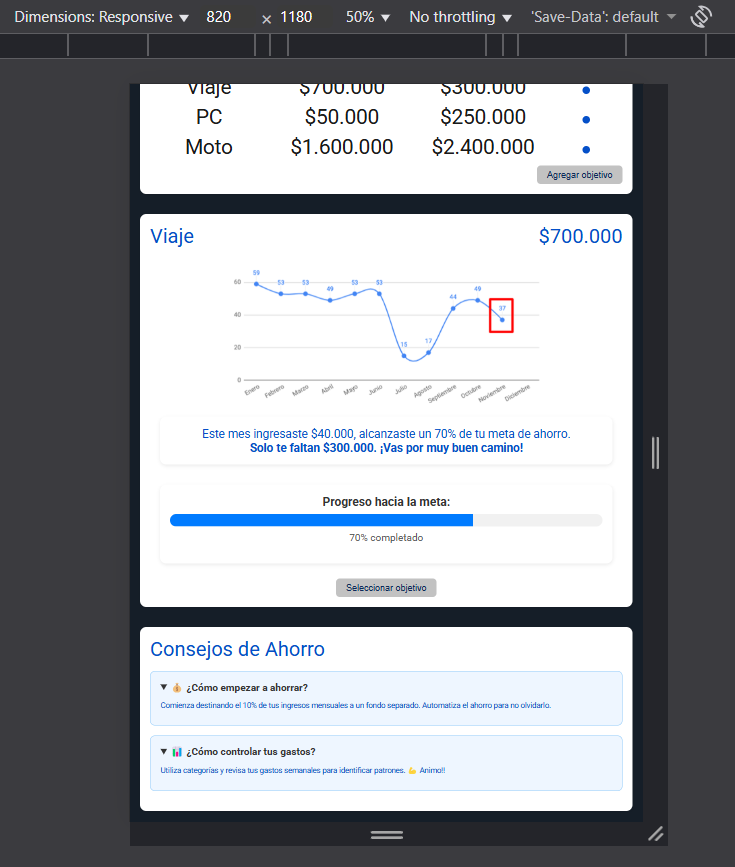 Dimensions: Responsive ▼ 820 × 1180 50% ▼ No throttling ▼ 'Save-Data': default ▼
Viaje $700.000 $300.000
PC $50.000 $250.000
Moto $1.600.000 $2.400.000
Agregar objetivo
Viaje $700.000
59 53 53 49 53 53 15 17 44 49 37
60
40
20
0
Enero Febrero Marzo Abril Mayo Junio Julio Agosto Septiembre Octubre Noviembre Diciembre
Este mes ingresaste $40.000, alcanzaste un 70% de tu meta de ahorro.
Solo te faltan $300.000. ¡Vas por muy buen camino!
Progreso hacia la meta:
70% completado
Seleccionar objetivo
Consejos de Ahorro
▼ 💰 ¿Cómo empezar a ahorrar?
Comienza destinando el 10% de tus ingresos mensuales a un fondo separado. Automatiza el ahorro para no olvidarlo.
▼ 📊 ¿Cómo controlar tus gastos?
Utiliza categorías y revisa tus gastos semanales para identificar patrones. 💪 Animo!!